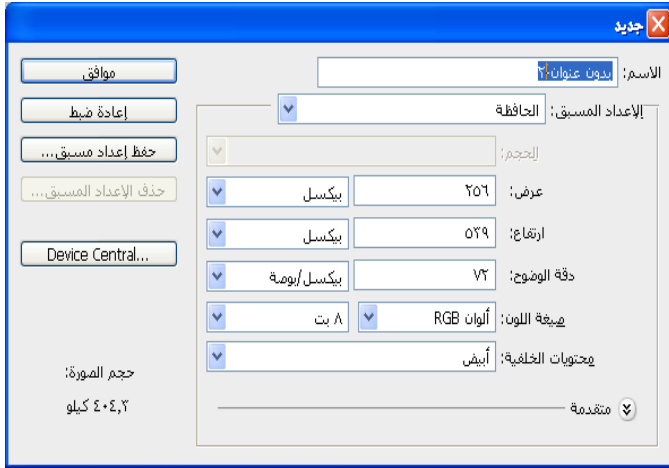 جديد
الاسم: بدون عنوان-٢
موافق
الإعداد المسبق: الحافظة
إعادة ضبط
الحجم:
حفظ إعداد مسبق...
عرض: ٢٥٦ بيكسل
حذف الإعداد المسبق...
ارتفاع: ٥٣٩ بيكسل
Device Central...
دقة الوضوح: ٧٢ بيكسل/بوصة
صيغة اللون: ألوان RGB ٨ بت
محتويات الخلفية: أبيض
حجم الصورة:
٤٠٤,٣ كيلو
متقدمة